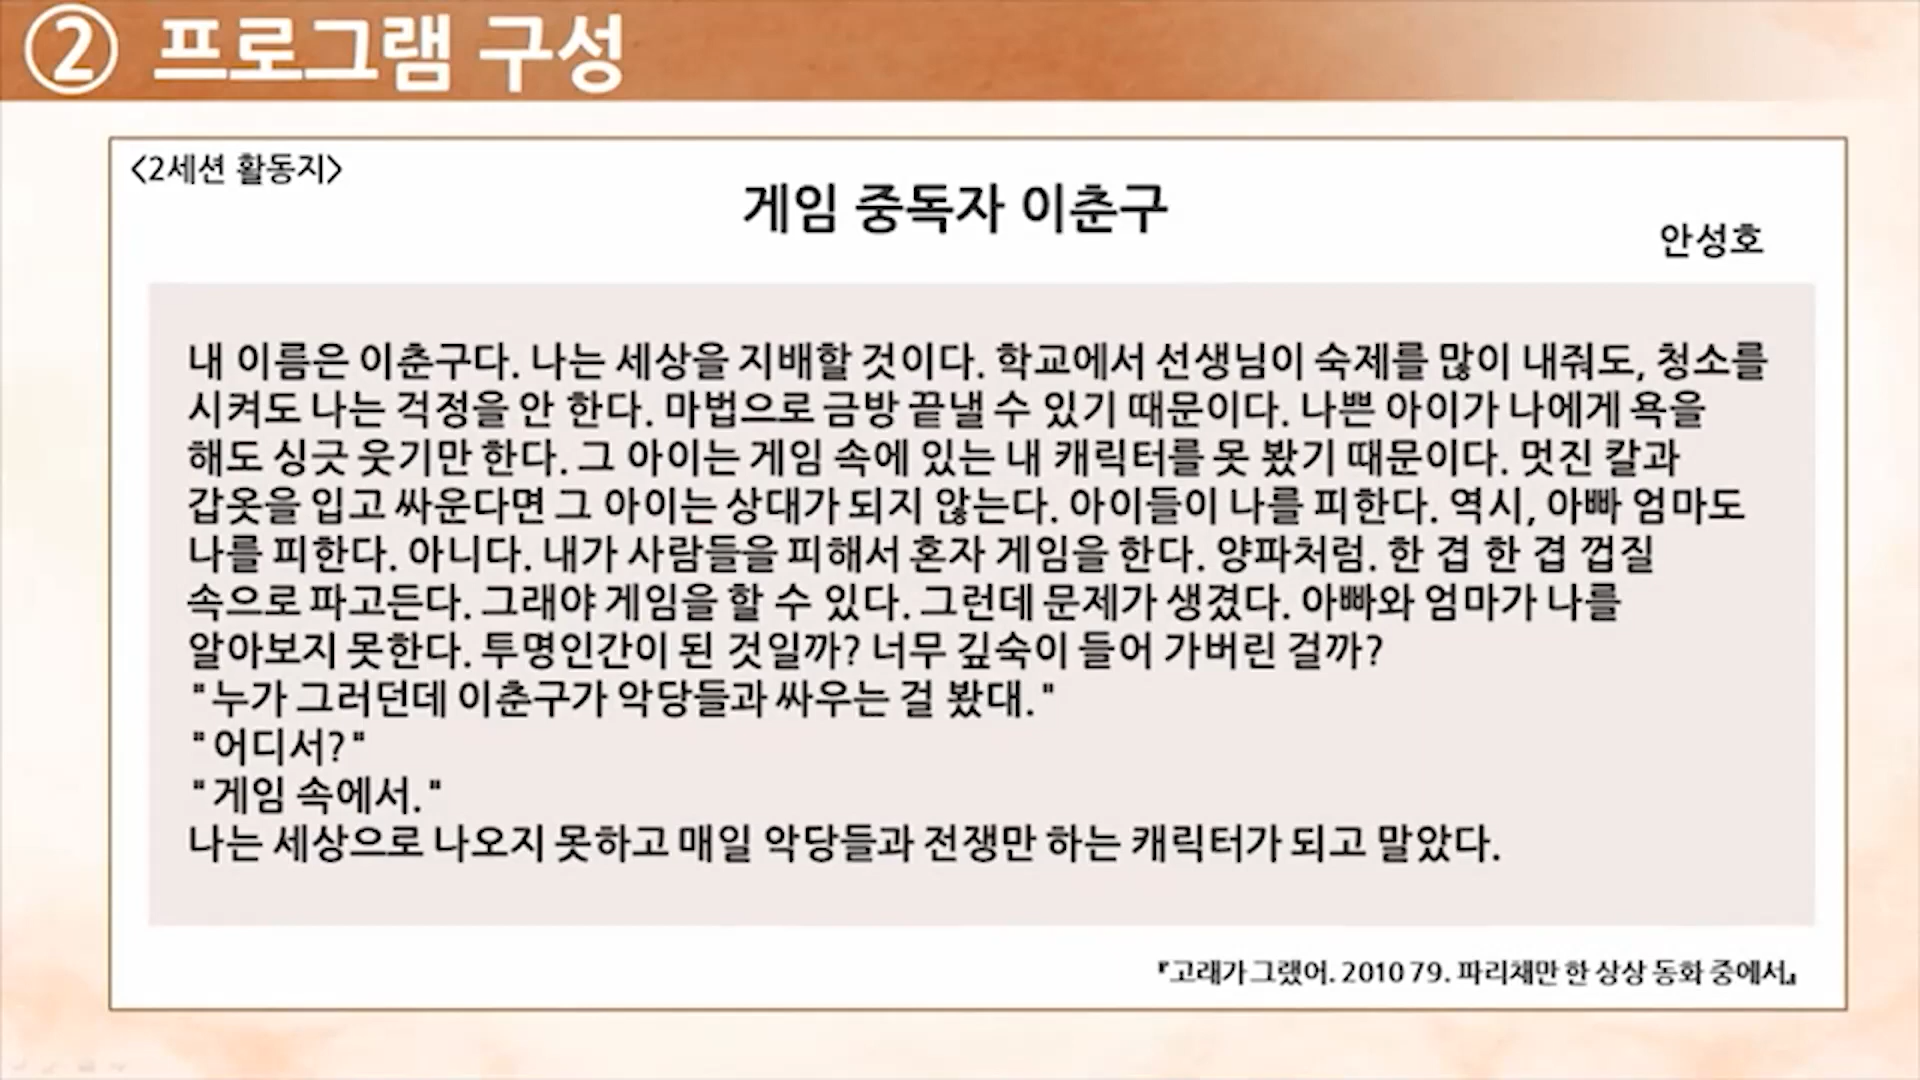 ② 프로그램 구성
<2세션 활동지>
게임 중독자 이춘구
안성호
내 이름은 이춘구다. 나는 세상을 지배할 것이다. 학교에서 선생님이 숙제를 많이 내줘도, 청소를
시켜도 나는 걱정을 안 한다. 마법으로 금방 끝낼 수 있기 때문이다. 나쁜 아이가 나에게 욕을
해도 싱긋 웃기만 한다. 그 아이는 게임 속에 있는 내 캐릭터를 못 봤기 때문이다. 멋진 칼과
갑옷을 입고 싸운다면 그 아이는 상대가 되지 않는다. 아이들이 나를 피한다. 역시, 아빠 엄마도
나를 피한다. 아니다. 내가 사람들을 피해서 혼자 게임을 한다. 양파처럼. 한 겹 한 겹 껍질
속으로 파고든다. 그래야 게임을 할 수 있다. 그런데 문제가 생겼다. 아빠와 엄마가 나를
알아보지 못한다. 투명인간이 된 것일까? 너무 깊숙이 들어 가버린 걸까?
"누가 그러던데 이춘구가 악당들과 싸우는 걸 봤대."
"어디서?"
"게임 속에서."
나는 세상으로 나오지 못하고 매일 악당들과 전쟁만 하는 캐릭터가 되고 말았다.
『고래가 그랬어. 2010 79. 파리채만 한 상상 동화 중에서』